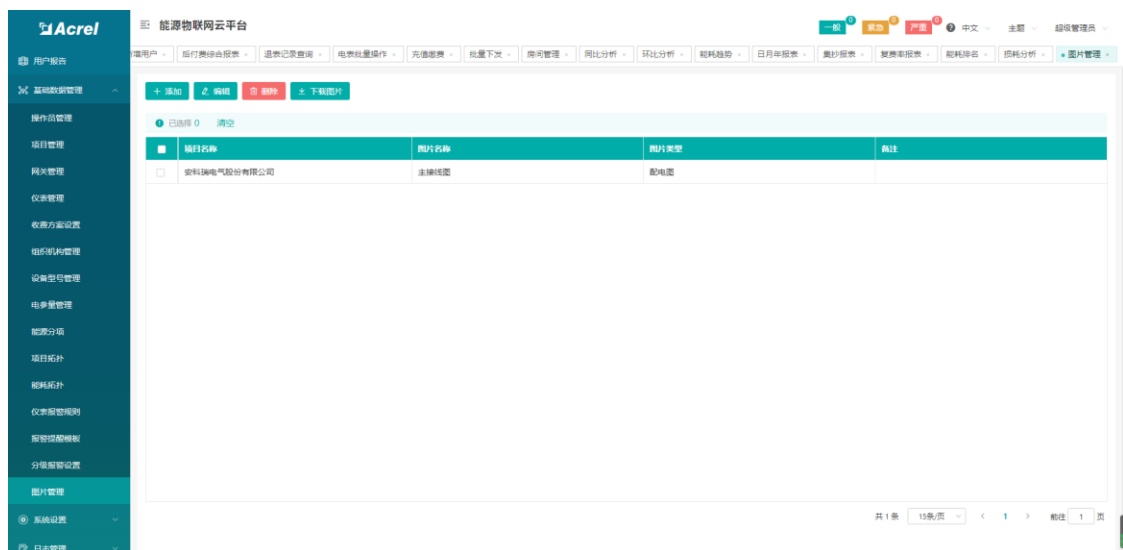 Acrel
能源物联网云平台
一般 0 紧急 0 严重 0 中文 主题 超级管理员
增用户 后付费综合报表 退表记录查询 电表批量操作 充值缴费 批量下发 房间管理 同比分析 环比分析 能耗趋势 日月年报表 集抄报表 复费率报表 能耗排名 损耗分析 图片管理
用户报告
基础数据管理
操作员管理
项目管理
网关管理
仪表管理
收费方案设置
组织机构管理
设备型号管理
电参量管理
能源分项
项目拓扑
能耗拓扑
仪表报警规则
报警提醒模板
分级报警设置
图片管理
系统设置
日志管理
+ 添加 编辑 删除 下载图片
已选择 0 清空
项目名称 图片名称 图片类型 备注
安科瑞电气股份有限公司 主接线图 配电图
共 1 条 15条/页 1 前往 1 页